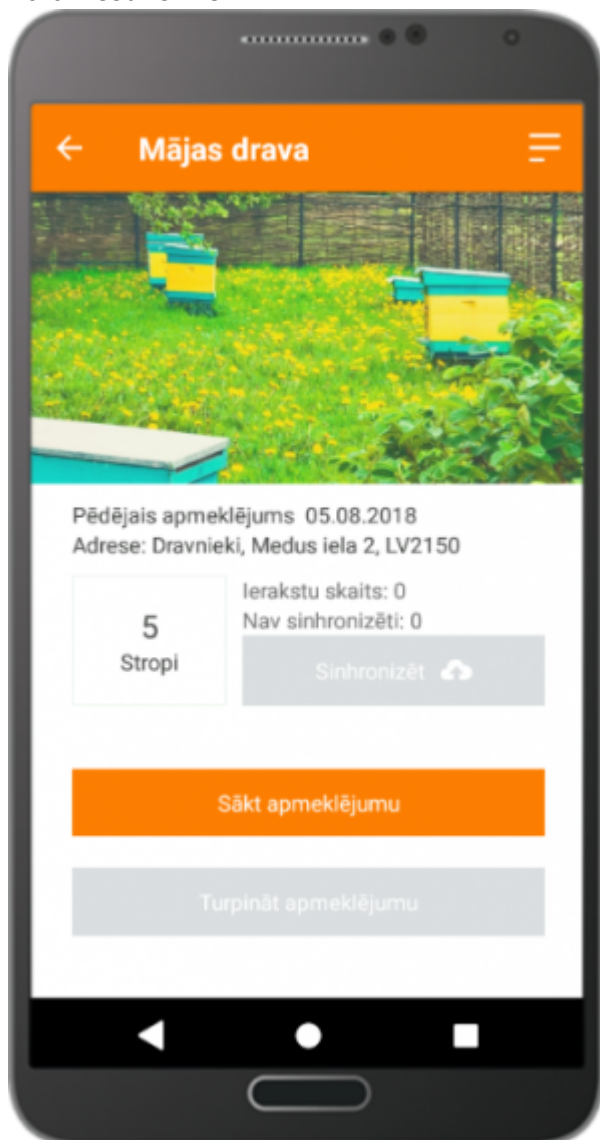 Mājas drava
Pēdējais apmeklējums 05.08.2018
Adrese: Dravnieki, Medus iela 2, LV2150
5
Stropi
Ierakstu skaits: 0
Nav sinhronizēti: 0
Sinhronizēt
Sākt apmeklējumu
Turpināt apmeklējumu